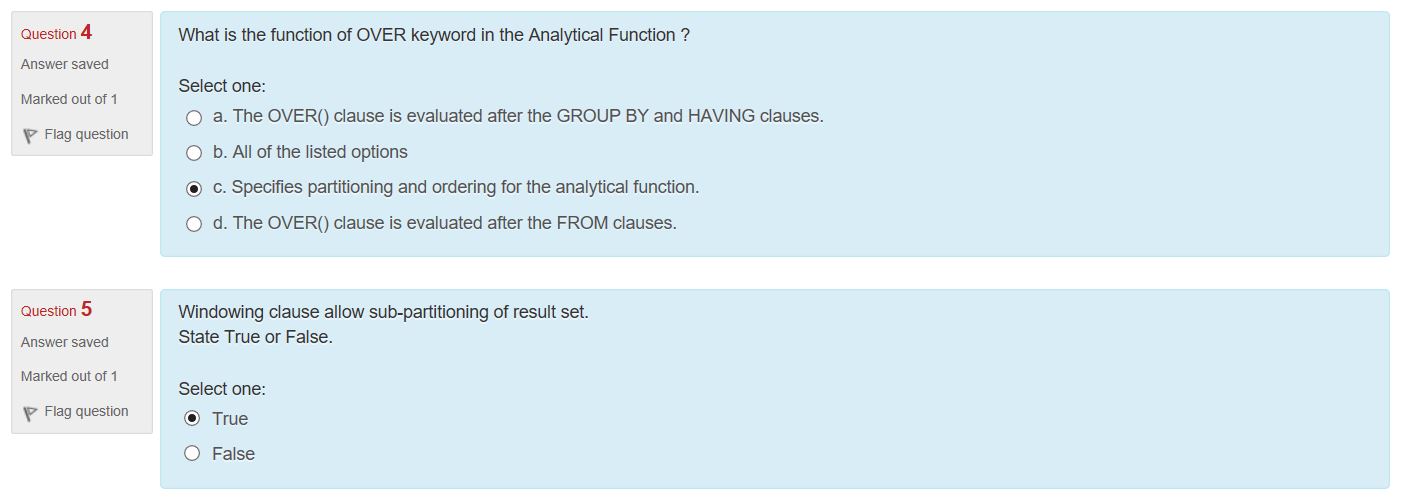 Question 4
Answer saved
Marked out of 1
Flag question
What is the function of OVER keyword in the Analytical Function ?
Select one:
a. The OVER() clause is evaluated after the GROUP BY and HAVING clauses.
b. All of the listed options
c. Specifies partitioning and ordering for the analytical function.
d. The OVER() clause is evaluated after the FROM clauses.
Question 5
Answer saved
Marked out of 1
Flag question
Windowing clause allow sub-partitioning of result set.
State True or False.
Select one:
True
False